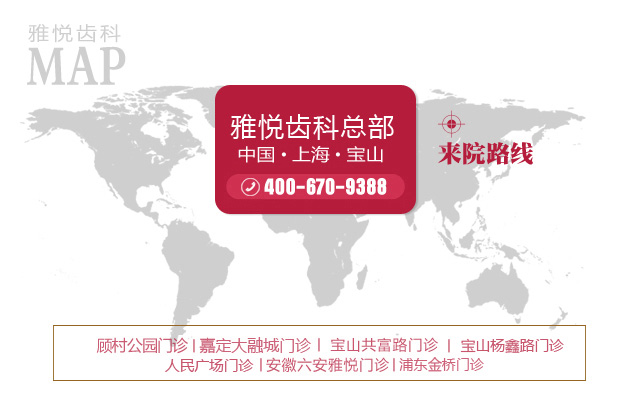 雅悦齿科
MAP
雅悦齿科总部
中国·上海·宝山
400-670-9388
来院路线
顾村公园门诊 | 嘉定大融城门诊 | 宝山共富路门诊 | 宝山杨鑫路门诊
人民广场门诊 | 安徽六安雅悦门诊 | 浦东金桥门诊